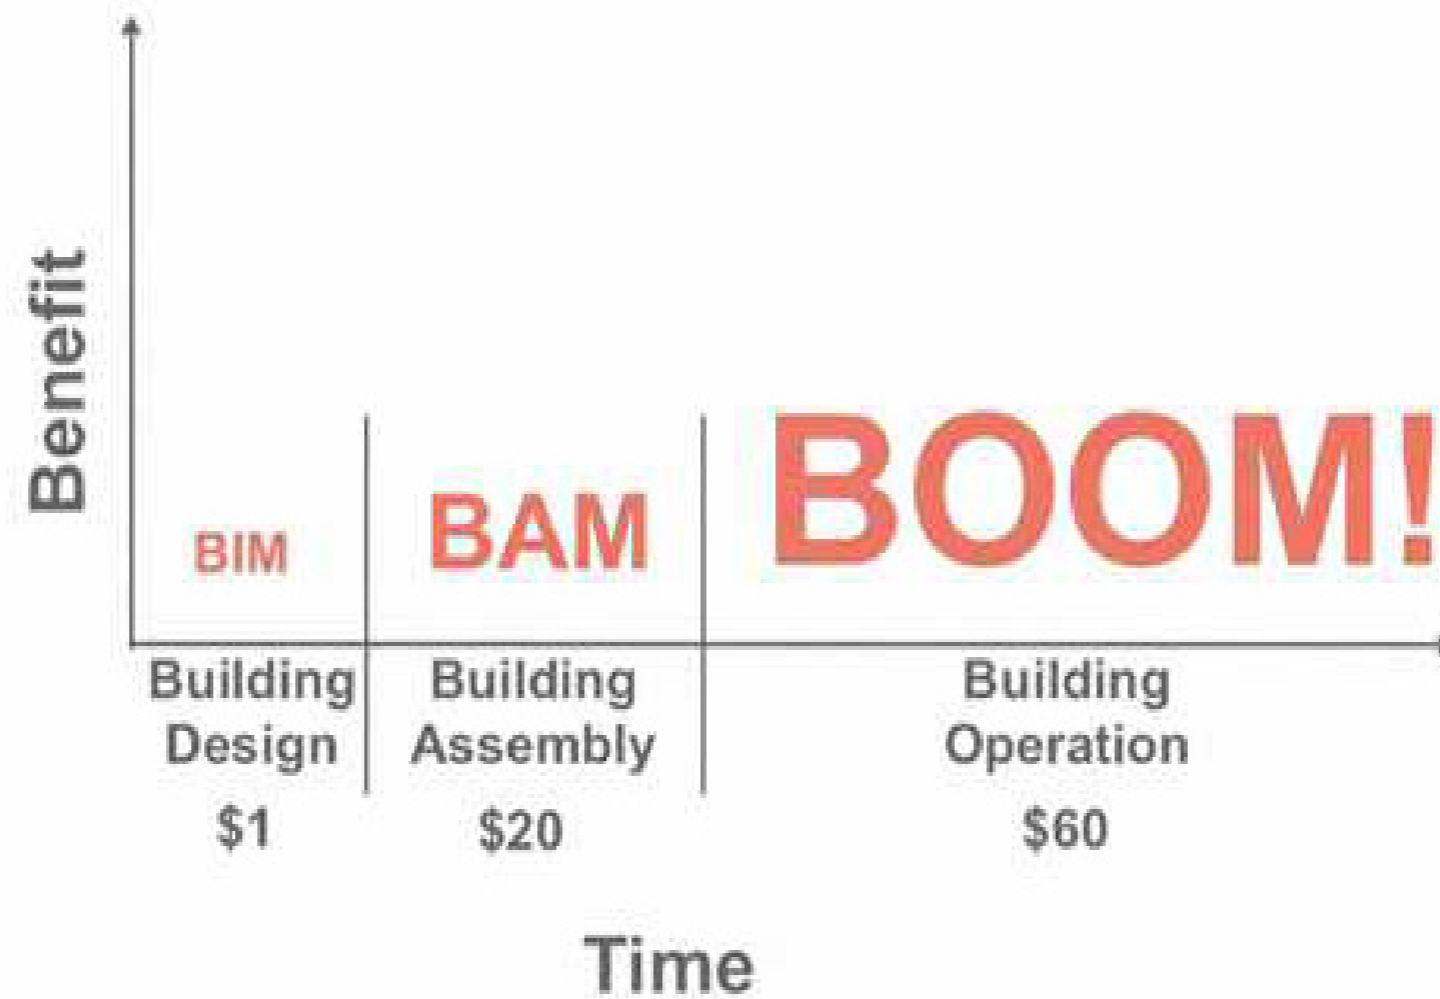 Benefit
BIM
BAM
BOOM!
Building
Design
$1
Building
Assembly
$20
Building
Operation
$60
Time